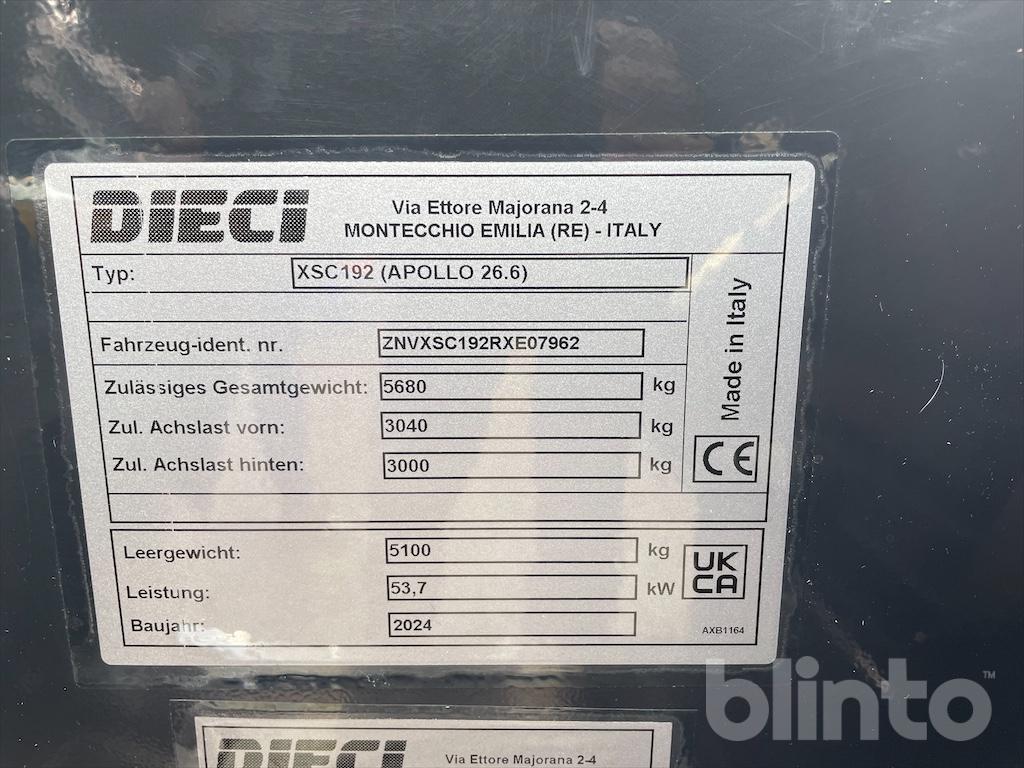 DIECI
Via Ettore Majorana 2-4
MONTECCHIO EMILIA (RE) - ITALY
Typ: XSC192 (APOLLO 26.6)
Fahrzeug-ident. nr. ZNVXSC192RXE07962
Zulässiges Gesamtgewicht: 5680 kg
Zul. Achslast vorn: 3040 kg
Zul. Achslast hinten: 3000 kg
Made in Italy
CE
Leergewicht: 5100 kg
Leistung: 53,7 kW
Baujahr: 2024
UK
CA
AXB1164
blinto™
DIECI
Via Ettore Majorana 2-4